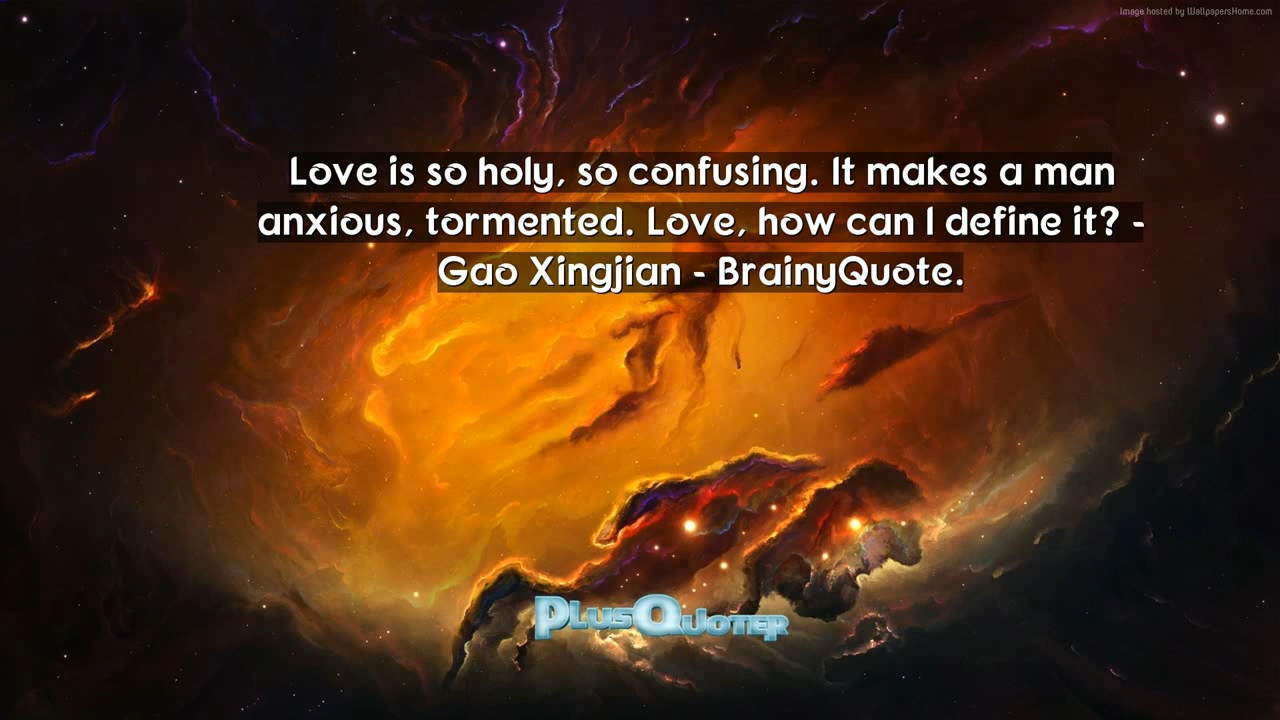 Image hosted by WallpapersHome.com
Love is so holy, so confusing. It makes a man
anxious, tormented. Love, how can I define it? -
Gao Xingjian - BrainyQuote.
PlusQuoter